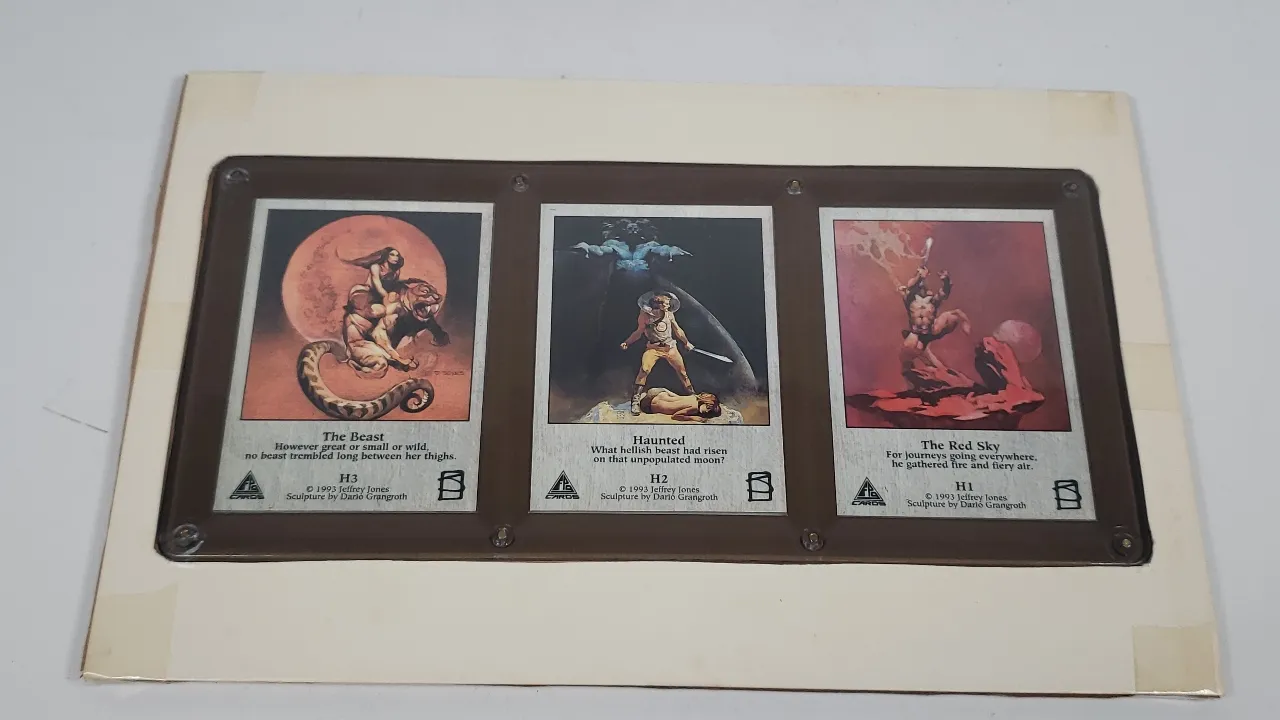 The Beast
However great or small or wild,
no beast trembled long between her thighs.
H3
© 1993 Jeffrey Jones
Sculpture by Dario Grangroth
CARDS
Haunted
What hellish beast had risen
on that unpopulated moon?
H2
© 1993 Jeffrey Jones
Sculpture by Dario Grangroth
CARDS
The Red Sky
For journeys going everywhere,
he gathered fire and fiery air.
H1
© 1993 Jeffrey Jones
Sculpture by Dario Grangroth
CARDS